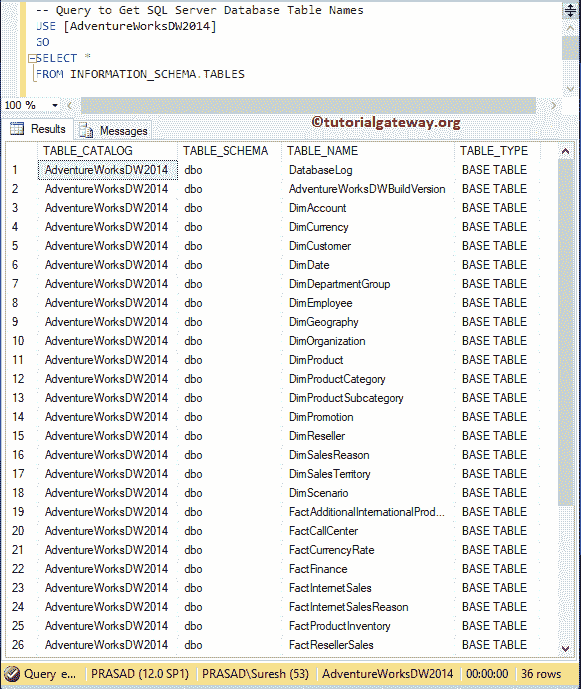 -- Query to Get SQL Server Database Table Names
USE [AdventureWorksDW2014]
GO
SELECT *
FROM INFORMATION_SCHEMA.TABLES
100 %
©tutorialgateway.org
Results Messages
TABLE_CATALOG TABLE_SCHEMA TABLE_NAME TABLE_TYPE
1 AdventureWorksDW2014 dbo DatabaseLog BASE TABLE
2 AdventureWorksDW2014 dbo AdventureWorksDWBuildVersion BASE TABLE
3 AdventureWorksDW2014 dbo DimAccount BASE TABLE
4 AdventureWorksDW2014 dbo DimCurrency BASE TABLE
5 AdventureWorksDW2014 dbo DimCustomer BASE TABLE
6 AdventureWorksDW2014 dbo DimDate BASE TABLE
7 AdventureWorksDW2014 dbo DimDepartmentGroup BASE TABLE
8 AdventureWorksDW2014 dbo DimEmployee BASE TABLE
9 AdventureWorksDW2014 dbo DimGeography BASE TABLE
10 AdventureWorksDW2014 dbo DimOrganization BASE TABLE
11 AdventureWorksDW2014 dbo DimProduct BASE TABLE
12 AdventureWorksDW2014 dbo DimProductCategory BASE TABLE
13 AdventureWorksDW2014 dbo DimProductSubcategory BASE TABLE
14 AdventureWorksDW2014 dbo DimPromotion BASE TABLE
15 AdventureWorksDW2014 dbo DimReseller BASE TABLE
16 AdventureWorksDW2014 dbo DimSalesReason BASE TABLE
17 AdventureWorksDW2014 dbo DimSalesTerritory BASE TABLE
18 AdventureWorksDW2014 dbo DimScenario BASE TABLE
19 AdventureWorksDW2014 dbo FactAdditionalInternationalProd... BASE TABLE
20 AdventureWorksDW2014 dbo FactCallCenter BASE TABLE
21 AdventureWorksDW2014 dbo FactCurrencyRate BASE TABLE
22 AdventureWorksDW2014 dbo FactFinance BASE TABLE
23 AdventureWorksDW2014 dbo FactInternetSales BASE TABLE
24 AdventureWorksDW2014 dbo FactInternetSalesReason BASE TABLE
25 AdventureWorksDW2014 dbo FactProductInventory BASE TABLE
26 AdventureWorksDW2014 dbo FactResellerSales BASE TABLE
Query e... PRASAD (12.0 SP1) PRASAD\Suresh (53) AdventureWorksDW2014 00:00:00 36 rows